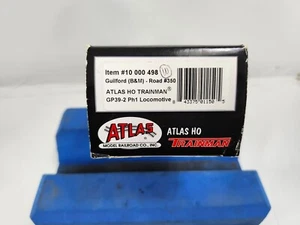 Item #10 000 498
Guilford (B&M) - Road #350
ATLAS HO TRAINMAN®
GP39-2 Ph1 Locomotive
ATLAS
MODEL RAILROAD CO., INC.
ATLAS HO
TRAINMAN